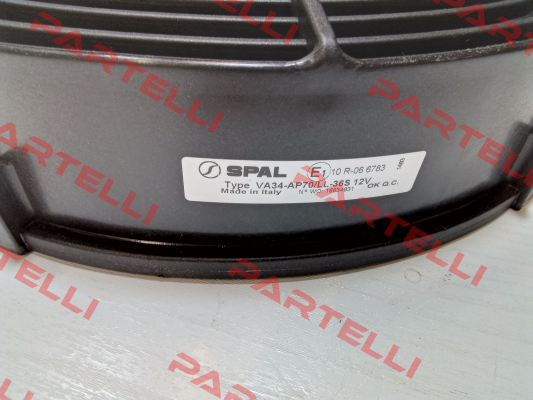 PARTELLI
PARTELLI
PARTELLI
SPAL E1 10 R-06 6783
Type VA34-AP70/LL-36S 12V OK Q.C.
Made in Italy
PARTELLI
PARTELLI
PARTELLI